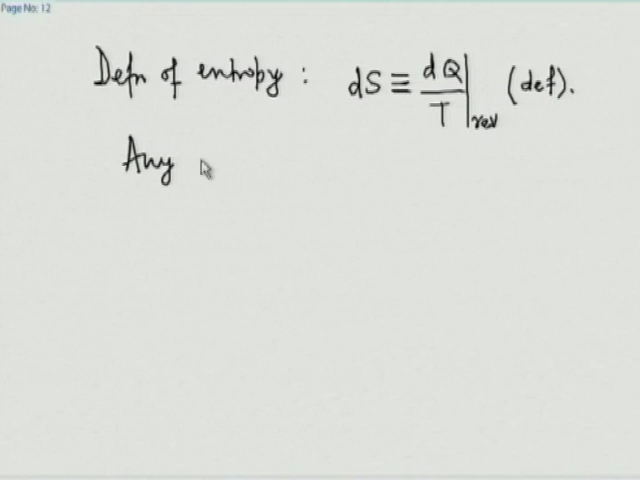 Page No: 12
Defn of entropy : dS ≡ dQ/T|rev (def).
Any